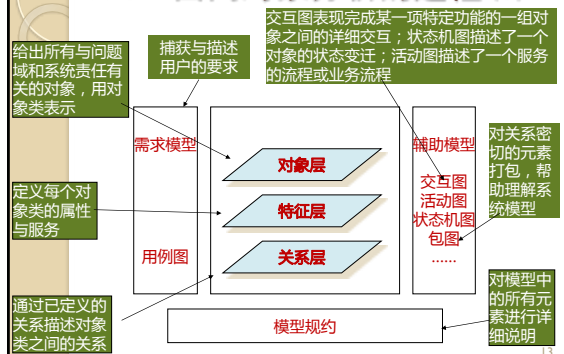 交互图表现完成某一项特定功能的一组对
象之间的详细交互；状态机图描述了一个
对象的状态变迁；活动图描述了一个服务
的流程或业务流程
给出所有与问题
域和系统责任有
关的对象，用对
象类表示
捕获与描述
用户的要求
需求模型
用例图
对象层
特征层
关系层
辅助模型
交互图
活动图
状态机图
包图
......
对关系密
切的元素
打包，帮
助理解系
统模型
定义每个对
象类的属性
与服务
通过已定义的
关系描述对象
类之间的关系
模型规约
对模型中
的所有元
素进行详
细说明
13